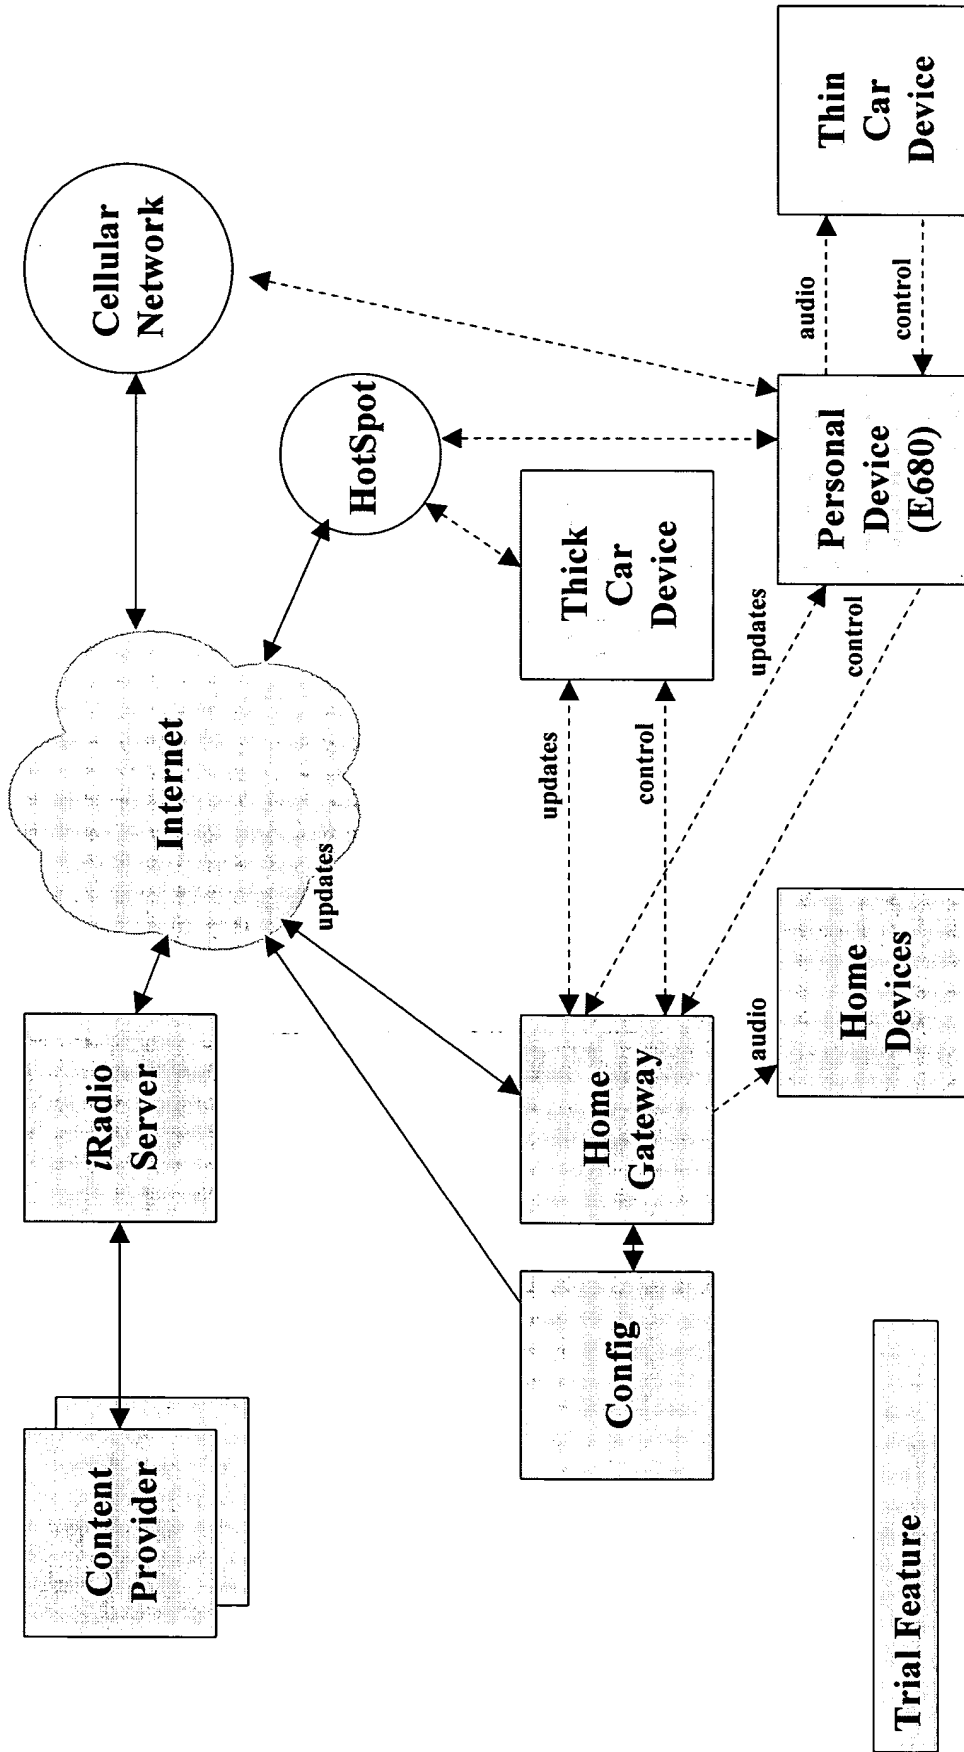 Content
Provider
iRadio
Server
Internet
Cellular
Network
updates
HotSpot
Config
Home
Gateway
updates
control
Thick
Car
Device
updates
control
audio
Home
Devices
Personal
Device
(E680)
audio
control
Thin
Car
Device
Trial Feature